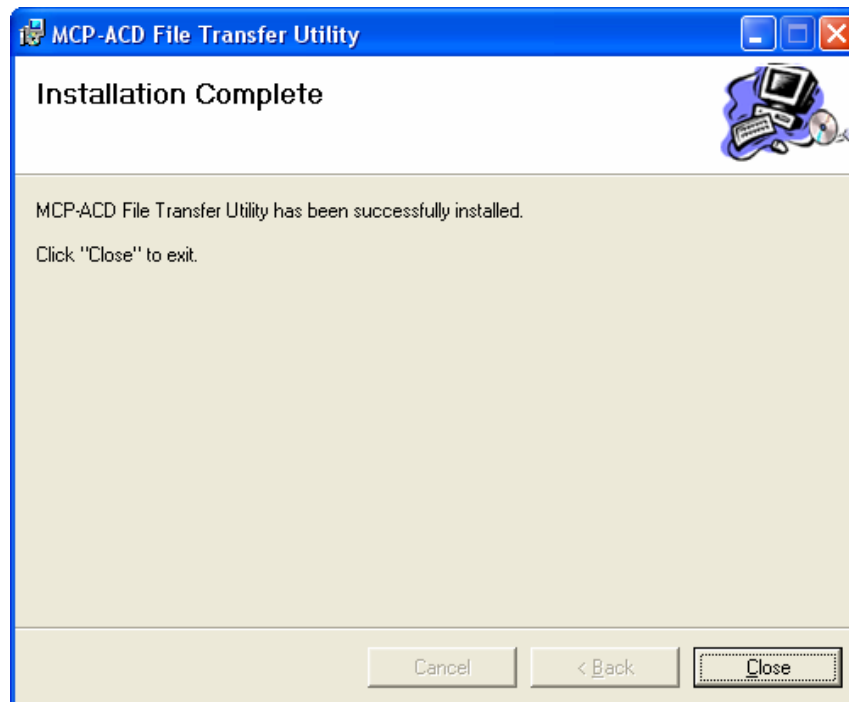 MCP-ACD File Transfer Utility
Installation Complete
MCP-ACD File Transfer Utility has been successfully installed.
Click "Close" to exit.
Cancel
< Back
Close